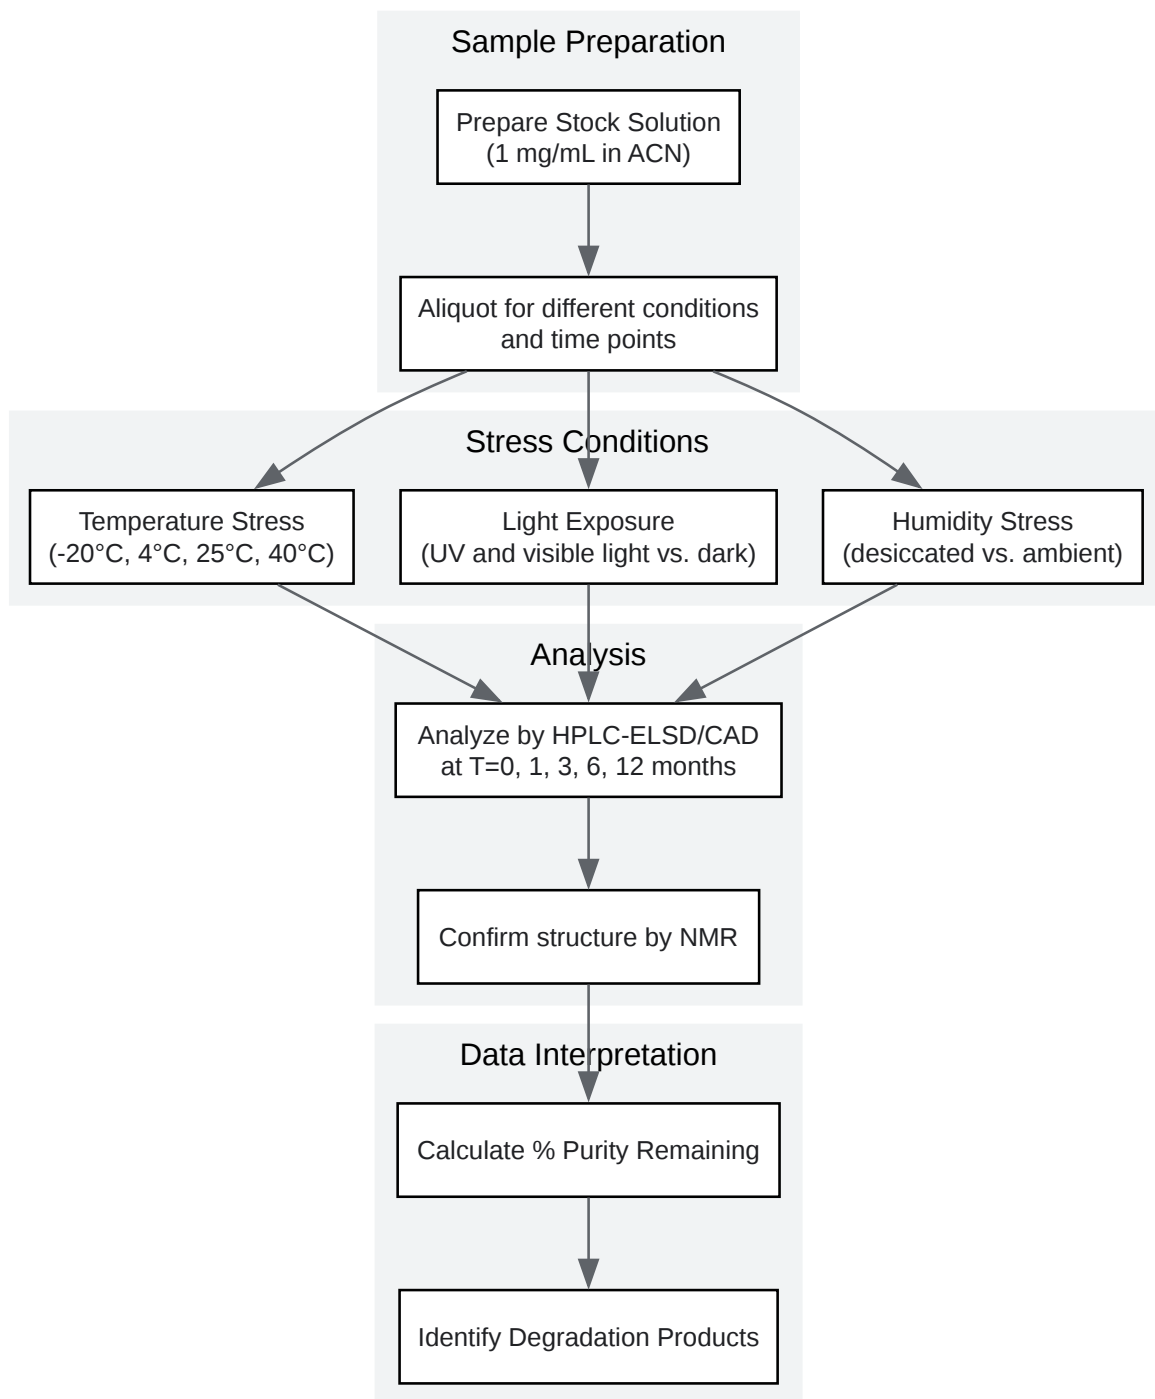 Sample Preparation
Prepare Stock Solution
(1 mg/mL in ACN)
Aliquot for different conditions
and time points
Stress Conditions
Temperature Stress
(-20°C, 4°C, 25°C, 40°C)
Light Exposure
(UV and visible light vs. dark)
Humidity Stress
(desiccated vs. ambient)
Analysis
Analyze by HPLC-ELSD/CAD
at T=0, 1, 3, 6, 12 months
Confirm structure by NMR
Data Interpretation
Calculate % Purity Remaining
Identify Degradation Products